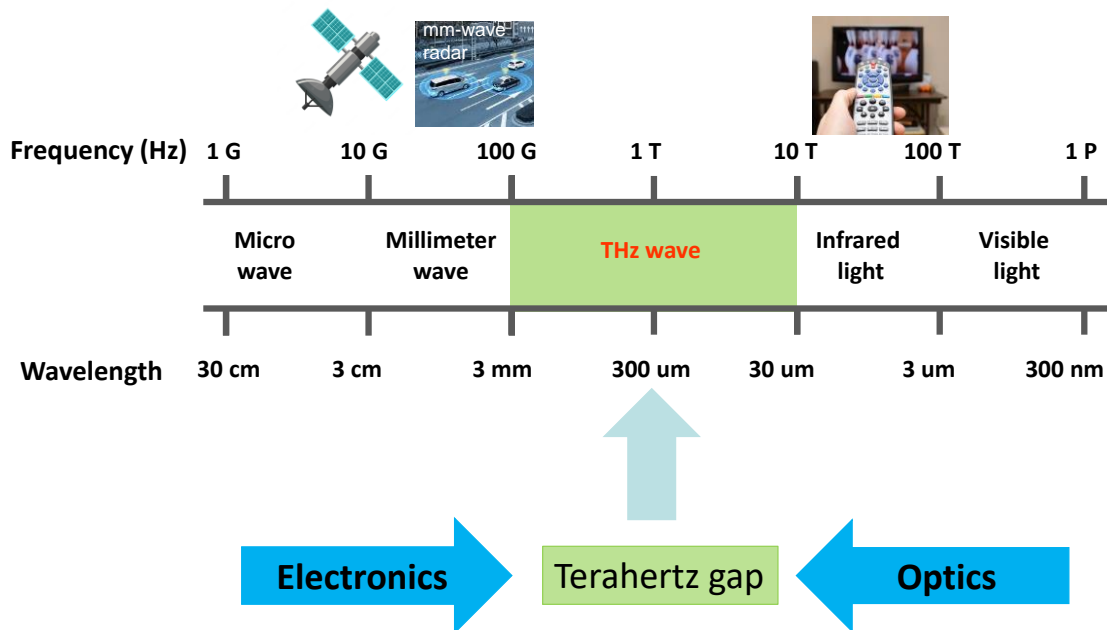 mm-wave
radar
Frequency (Hz) 1 G 10 G 100 G 1 T 10 T 100 T 1 P
Micro
wave
Millimeter
wave
THz wave
Infrared
light
Visible
light
Wavelength 30 cm 3 cm 3 mm 300 um 30 um 3 um 300 nm
Electronics
Terahertz gap
Optics